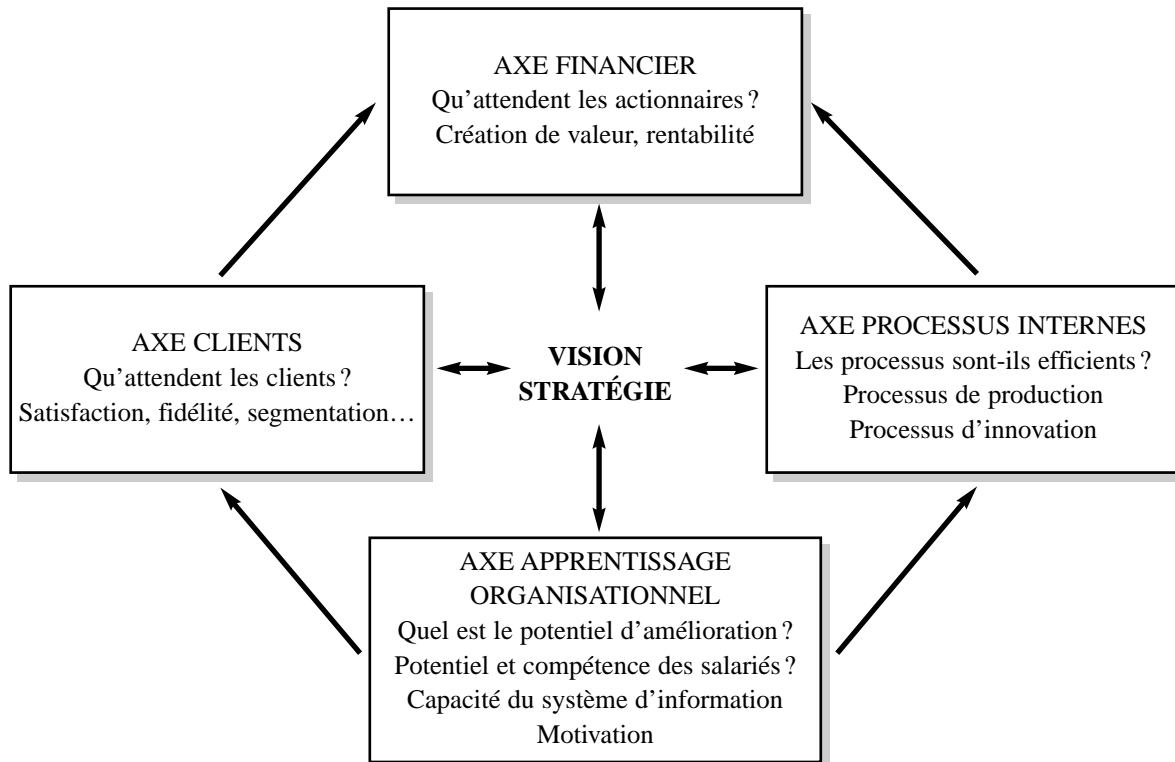 AXE FINANCIER
Qu’attendent les actionnaires ?
Création de valeur, rentabilité
AXE CLIENTS
Qu’attendent les clients ?
Satisfaction, fidélité, segmentation…
VISION
STRATÉGIE
AXE PROCESSUS INTERNES
Les processus sont-ils efficients ?
Processus de production
Processus d’innovation
AXE APPRENTISSAGE
ORGANISATIONNEL
Quel est le potentiel d’amélioration ?
Potentiel et compétence des salariés ?
Capacité du système d’information
Motivation